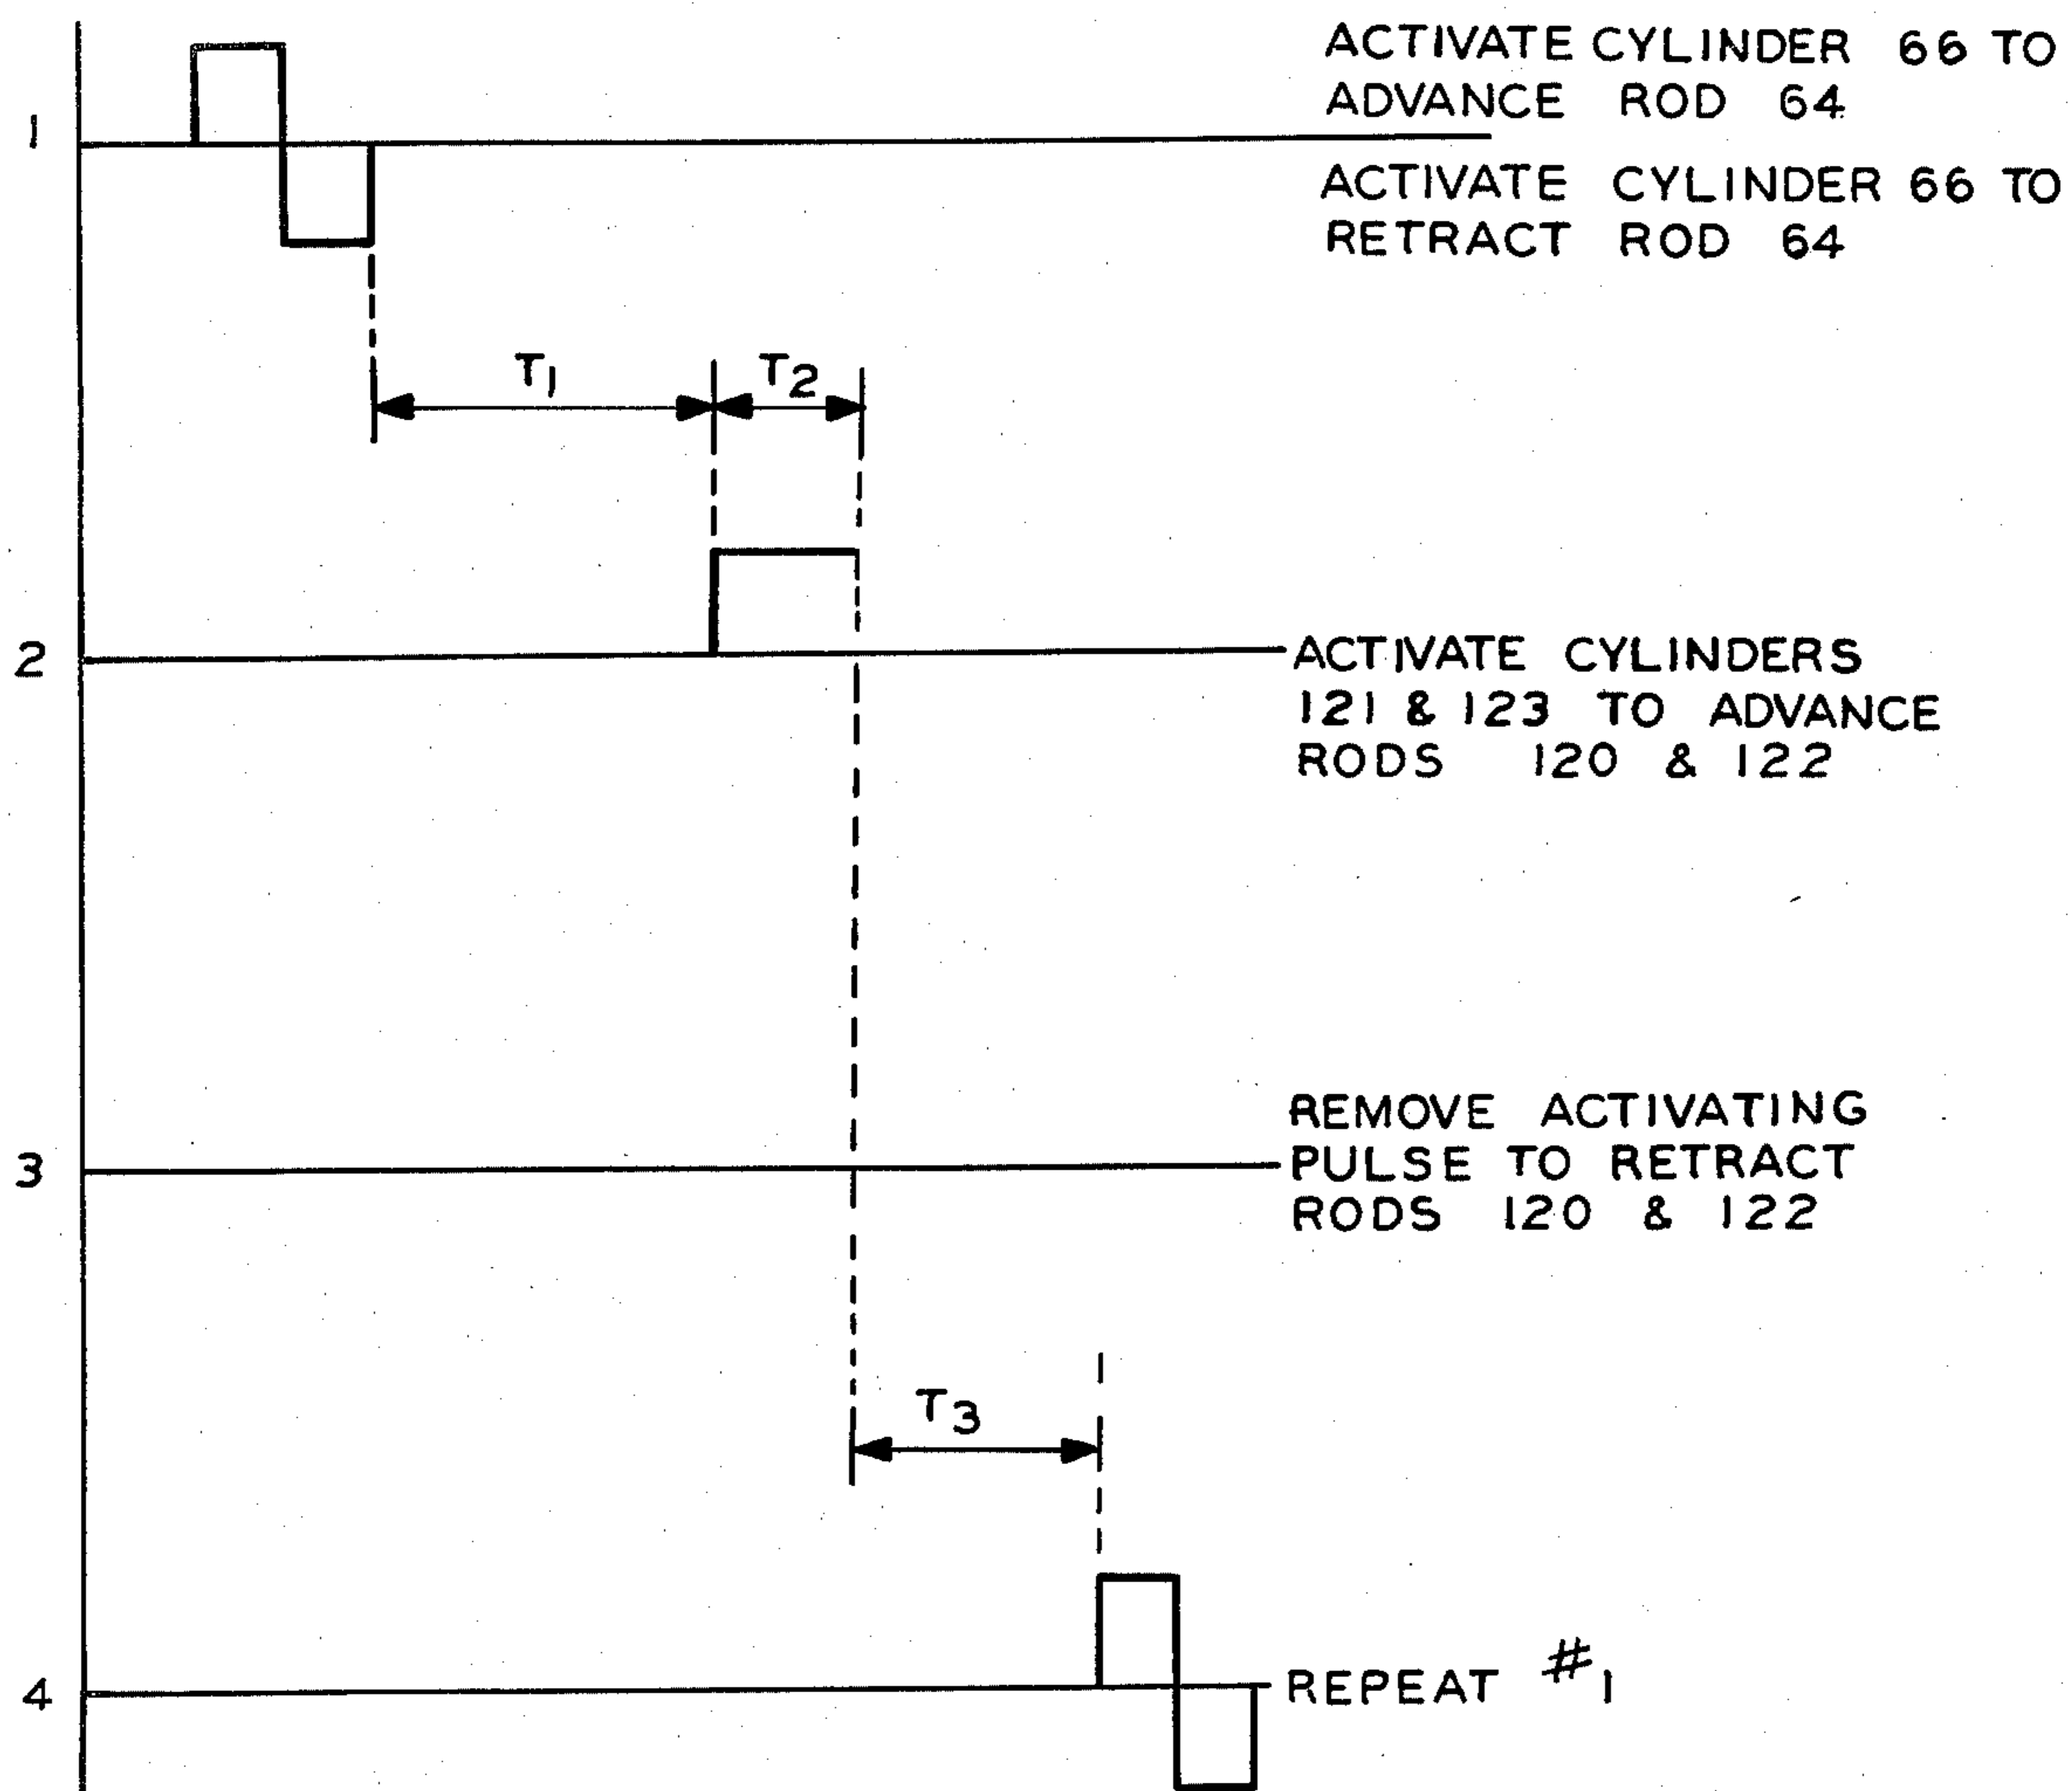 ACTIVATE CYLINDER 66 TO
ADVANCE ROD 64
1
ACTIVATE CYLINDER 66 TO
RETRACT ROD 64
T1
T2
2
ACTIVATE CYLINDERS
121 & 123 TO ADVANCE
RODS 120 & 122
REMOVE ACTIVATING
3
PULSE TO RETRACT
RODS 120 & 122
T3
4
REPEAT #1